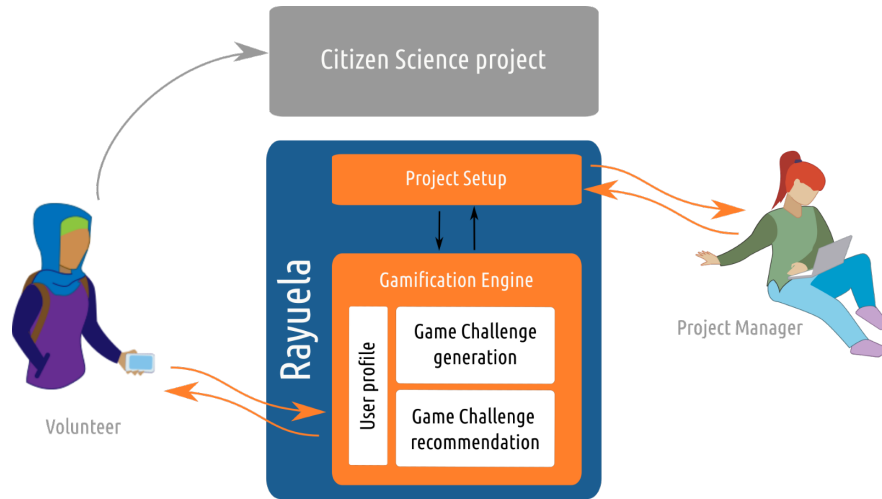 Citizen Science project
Project Setup
Rayuela
Gamification Engine
User profile
Game Challenge
generation
Game Challenge
recommendation
Volunteer
Project Manager